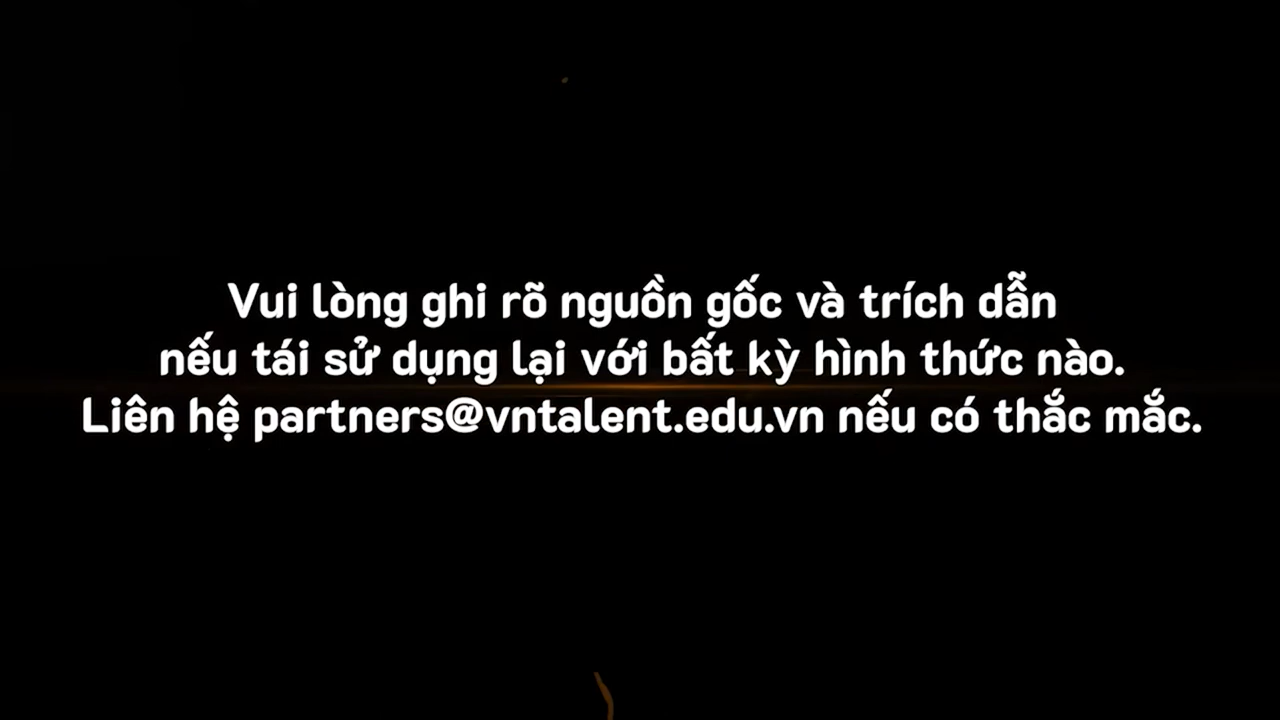 Vui lòng ghi rõ nguồn gốc và trích dẫn
nếu tái sử dụng lại với bất kỳ hình thức nào.
Liên hệ partners@vntalent.edu.vn nếu có thắc mắc.